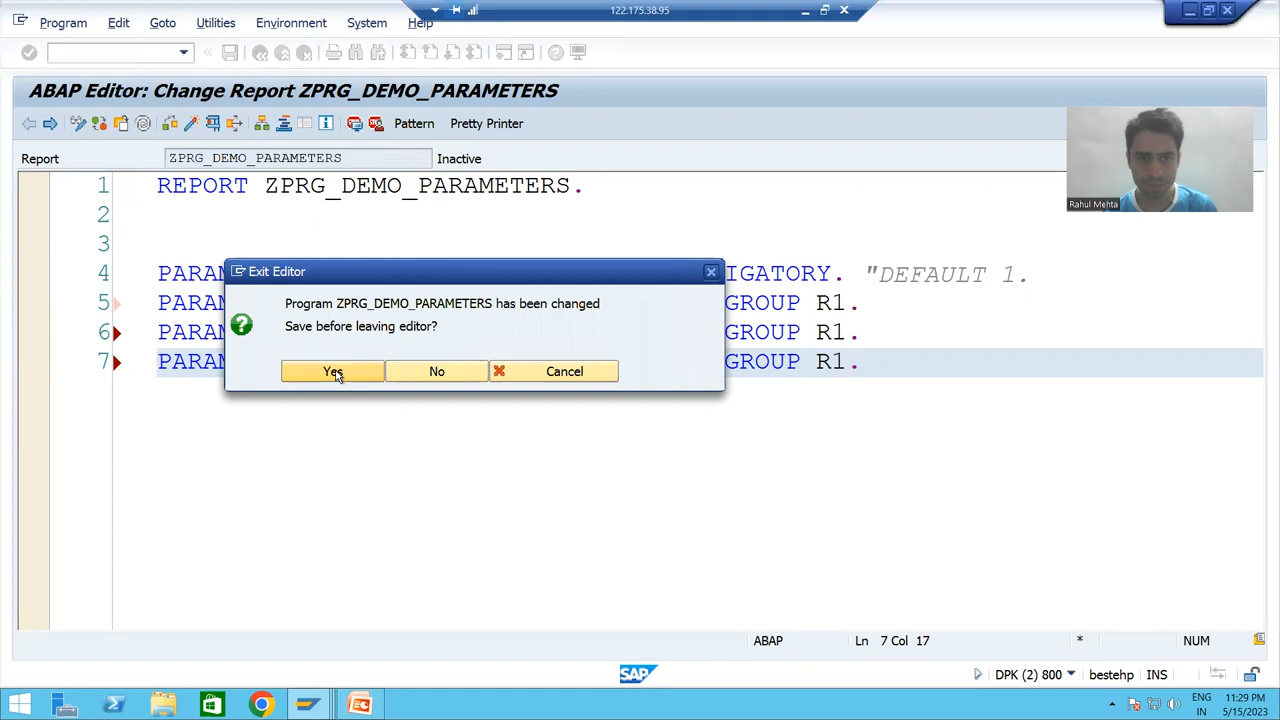 122.175.38.95
Program Edit Goto Utilities Environment System Help
ABAP Editor: Change Report ZPRG_DEMO_PARAMETERS
Pattern Pretty Printer
Report ZPRG_DEMO_PARAMETERS Inactive
Rahul Mehta
1 REPORT ZPRG_DEMO_PARAMETERS.
2
3
4 PARAM IGATORY. "DEFAULT 1.
5 PARAM GROUP R1.
6 PARAM GROUP R1.
7 PARAM GROUP R1.
Exit Editor
Program ZPRG_DEMO_PARAMETERS has been changed
Save before leaving editor?
Yes No Cancel
ABAP Ln 7 Col 17 * NUM
SAP DPK (2) 800 bestehp INS
ENG 11:29 PM
IN 5/15/2023